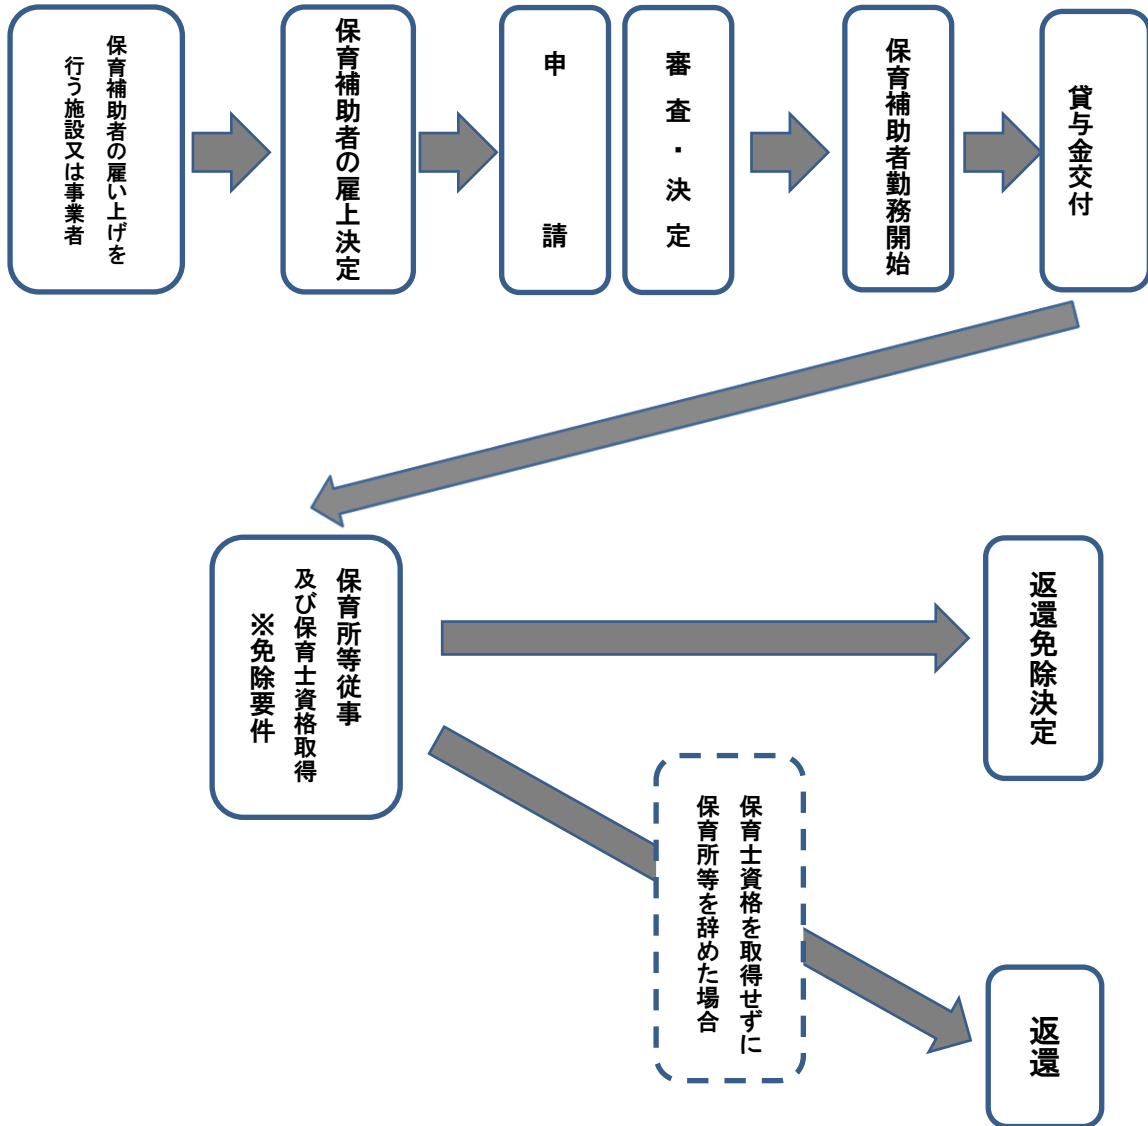 保育補助者の雇い上げを
行う施設又は事業者
保育補助者の雇上決定
申請
審査・決定
保育補助者勤務開始
貸与金交付
保育所等従事
及び保育士資格取得
※免除要件
返還免除決定
保育士資格を取得せずに
保育所等を辞めた場合
返還